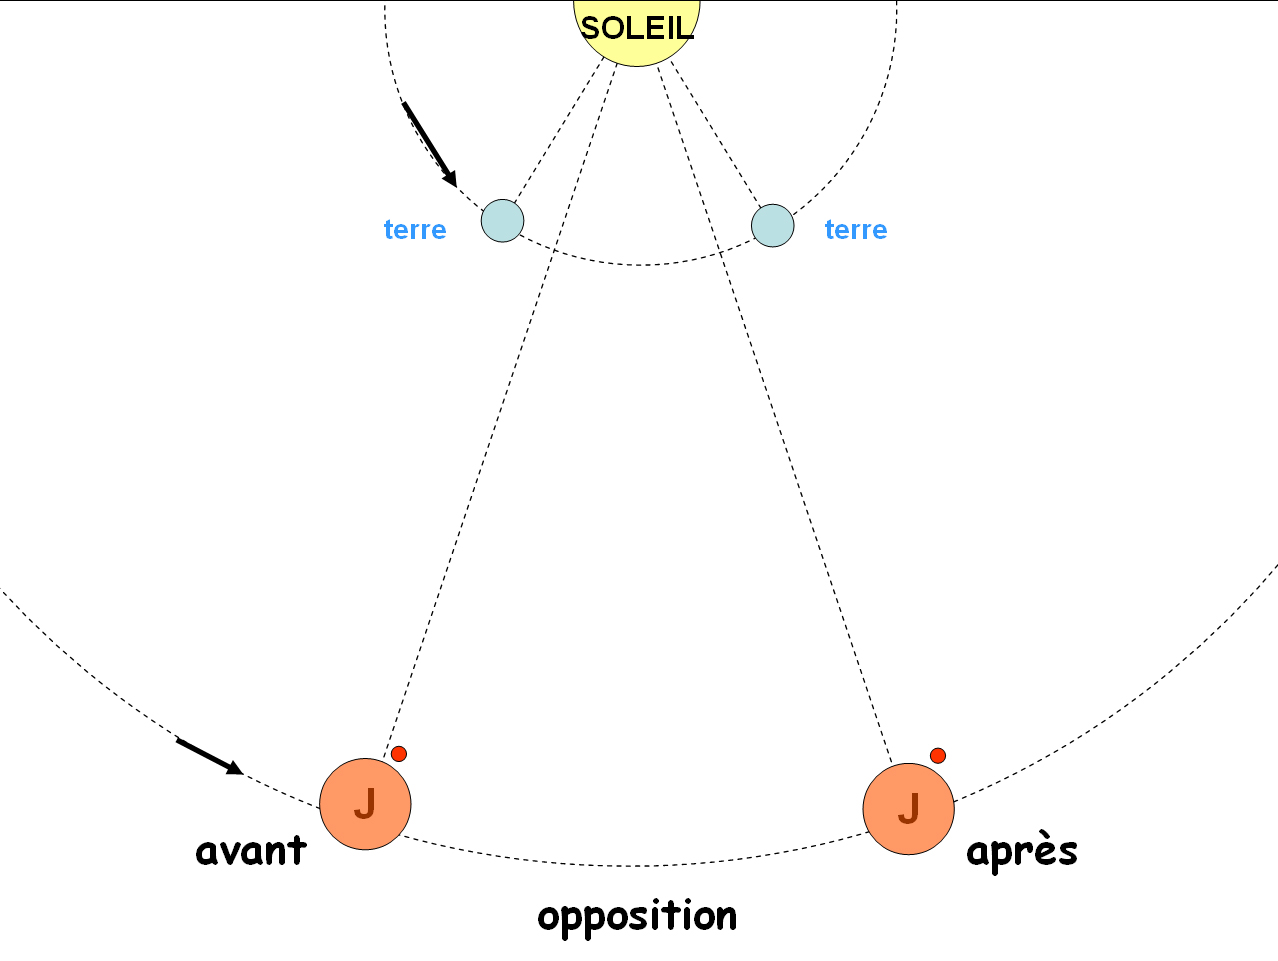 SOLEIL
terre
terre
J
J
avant
après
opposition